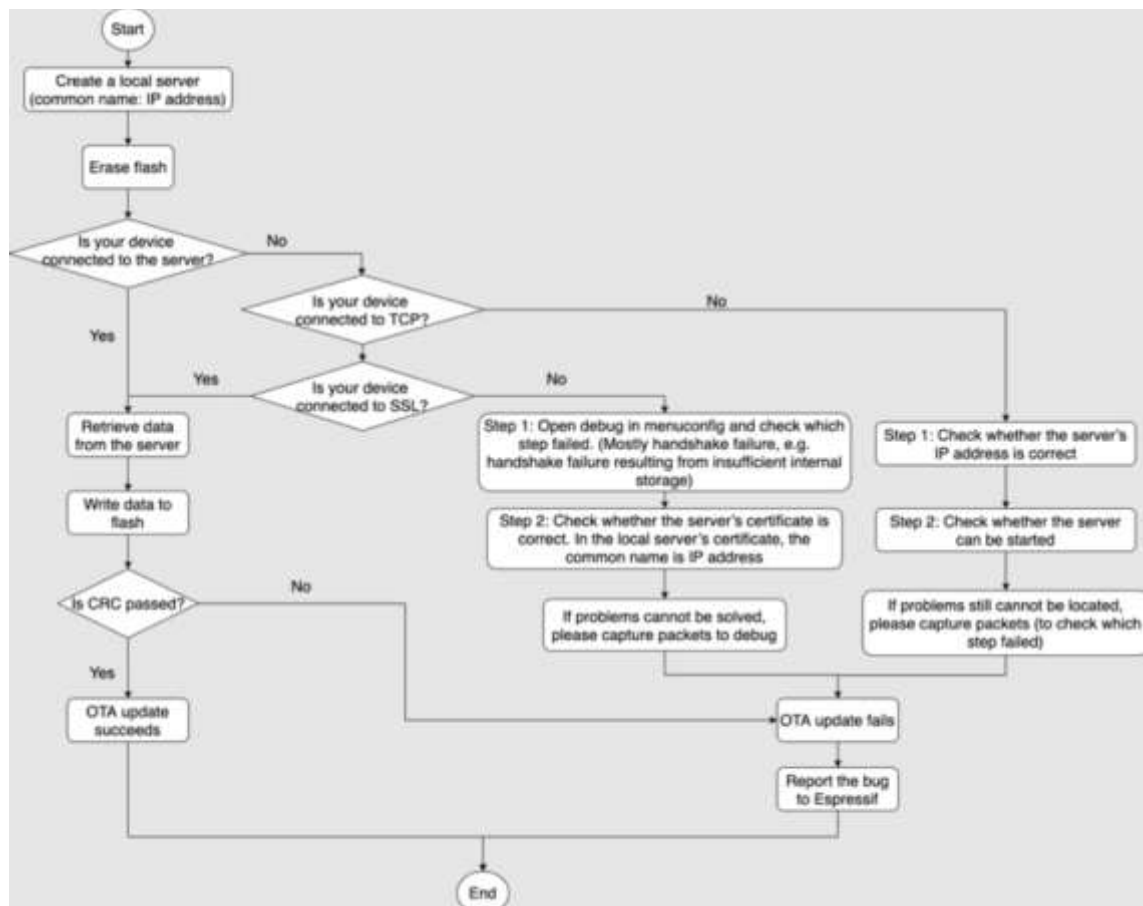 Start
Create a local server
(common name: IP address)
Erase flash
Is your device
connected to the server?
No
Is your device
connected to TCP?
No
Yes
Yes
Is your device
connected to SSL?
No
Retrieve data
from the server
Step 1: Open debug in menuconfig and check which
step failed. (Mostly handshake failure, e.g.
handshake failure resulting from insufficient internal
storage)
Step 1: Check whether the server's
IP address is correct
Write data to
flash
Step 2: Check whether the server's certificate is
correct. In the local server's certificate, the
common name is IP address
Step 2: Check whether the server
can be started
Is CRC passed?
No
If problems cannot be solved,
please capture packets to debug
If problems still cannot be located,
please capture packets (to check which
step failed)
Yes
OTA update
succeeds
OTA update fails
Report the bug
to Espressif
End